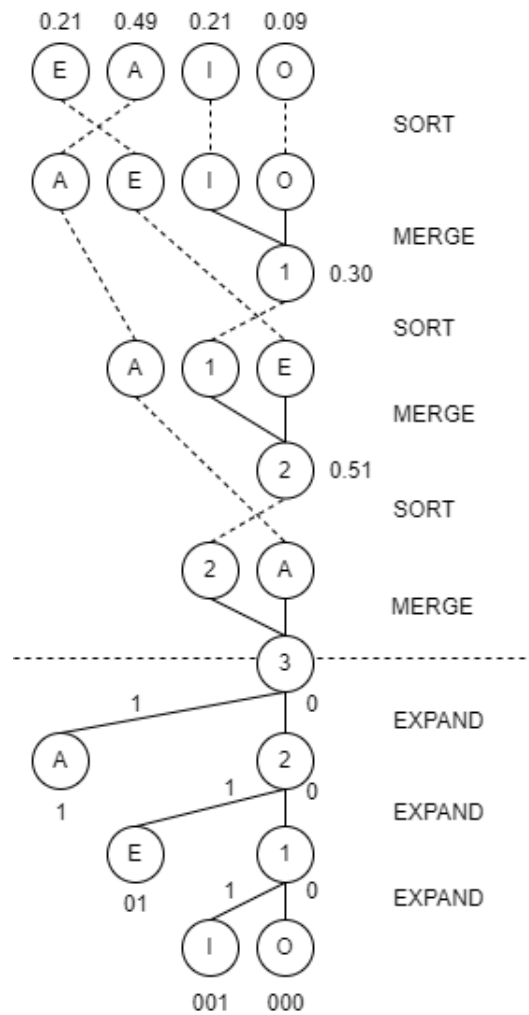 0.21 0.49 0.21 0.09
E A I O
SORT
A E I O
MERGE
1 0.30
SORT
A 1 E
MERGE
2 0.51
SORT
2 A
MERGE
3
1 0
EXPAND
A 2
1
1 0
EXPAND
E 1
01
1 0
EXPAND
I O
001 000